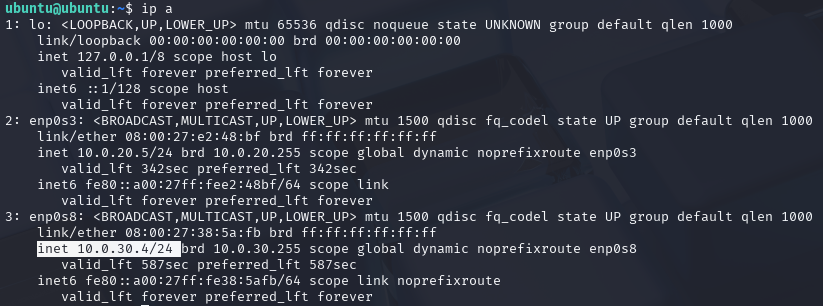 ubuntu@ubuntu:~$ ip a
1: lo: <LOOPBACK,UP,LOWER_UP> mtu 65536 qdisc noqueue state UNKNOWN group default qlen 1000
link/loopback 00:00:00:00:00:00 brd 00:00:00:00:00:00
inet 127.0.0.1/8 scope host lo
valid_lft forever preferred_lft forever
inet6 ::1/128 scope host
valid_lft forever preferred_lft forever
2: enp0s3: <BROADCAST,MULTICAST,UP,LOWER_UP> mtu 1500 qdisc fq_codel state UP group default qlen 1000
link/ether 08:00:27:e2:48:bf brd ff:ff:ff:ff:ff:ff
inet 10.0.20.5/24 brd 10.0.20.255 scope global dynamic noprefixroute enp0s3
valid_lft 342sec preferred_lft 342sec
inet6 fe80::a00:27ff:fee2:48bf/64 scope link
valid_lft forever preferred_lft forever
3: enp0s8: <BROADCAST,MULTICAST,UP,LOWER_UP> mtu 1500 qdisc fq_codel state UP group default qlen 1000
link/ether 08:00:27:38:5a:fb brd ff:ff:ff:ff:ff:ff
inet 10.0.30.4/24 brd 10.0.30.255 scope global dynamic noprefixroute enp0s8
valid_lft 587sec preferred_lft 587sec
inet6 fe80::a00:27ff:fe38:5afb/64 scope link noprefixroute
valid_lft forever preferred_lft forever